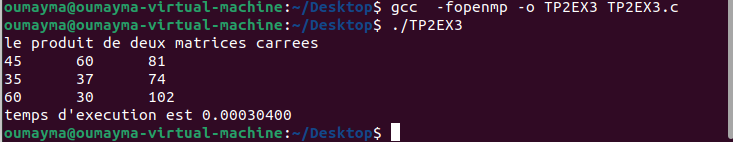 oumayma@oumayma-virtual-machine:~/Desktop$ gcc  -fopenmp -o TP2EX3 TP2EX3.c
oumayma@oumayma-virtual-machine:~/Desktop$ ./TP2EX3
le produit de deux matrices carrees
45      60      81
35      37      74
60      30      102
temps d'execution est 0.00030400
oumayma@oumayma-virtual-machine:~/Desktop$